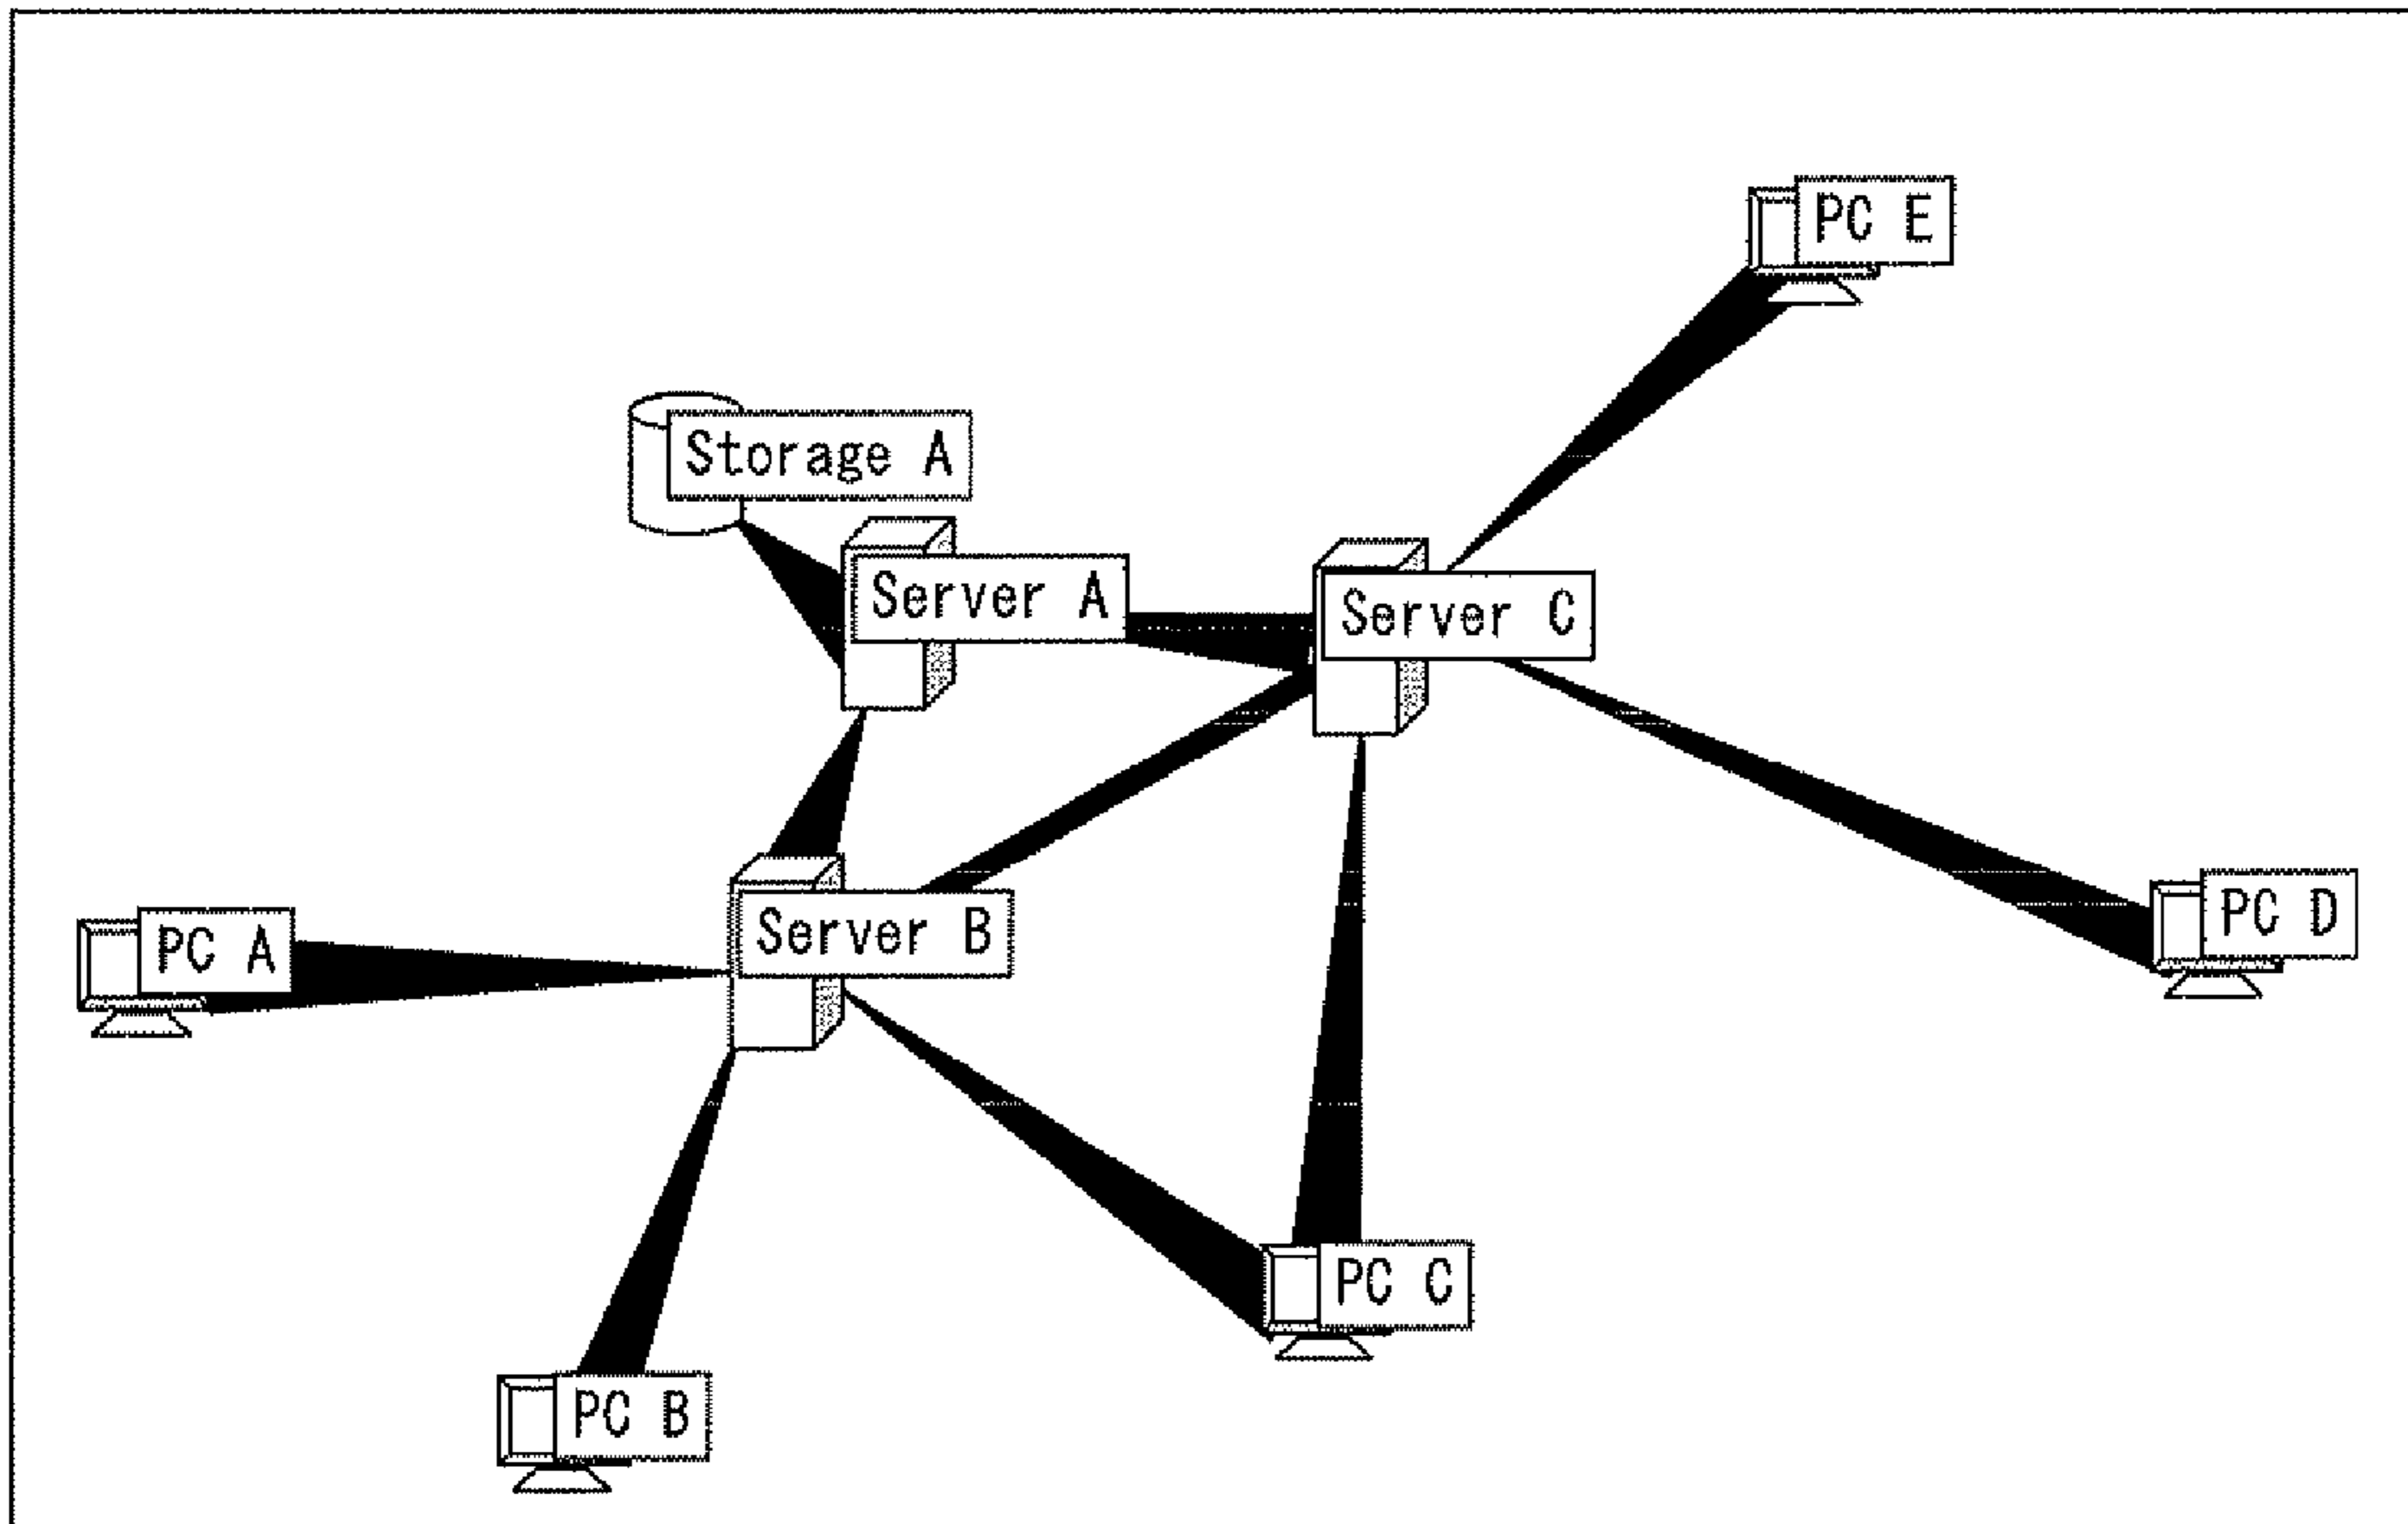 PC E
Storage A
Server A
Server C
Server B
PC A
PC D
PC C
PC B